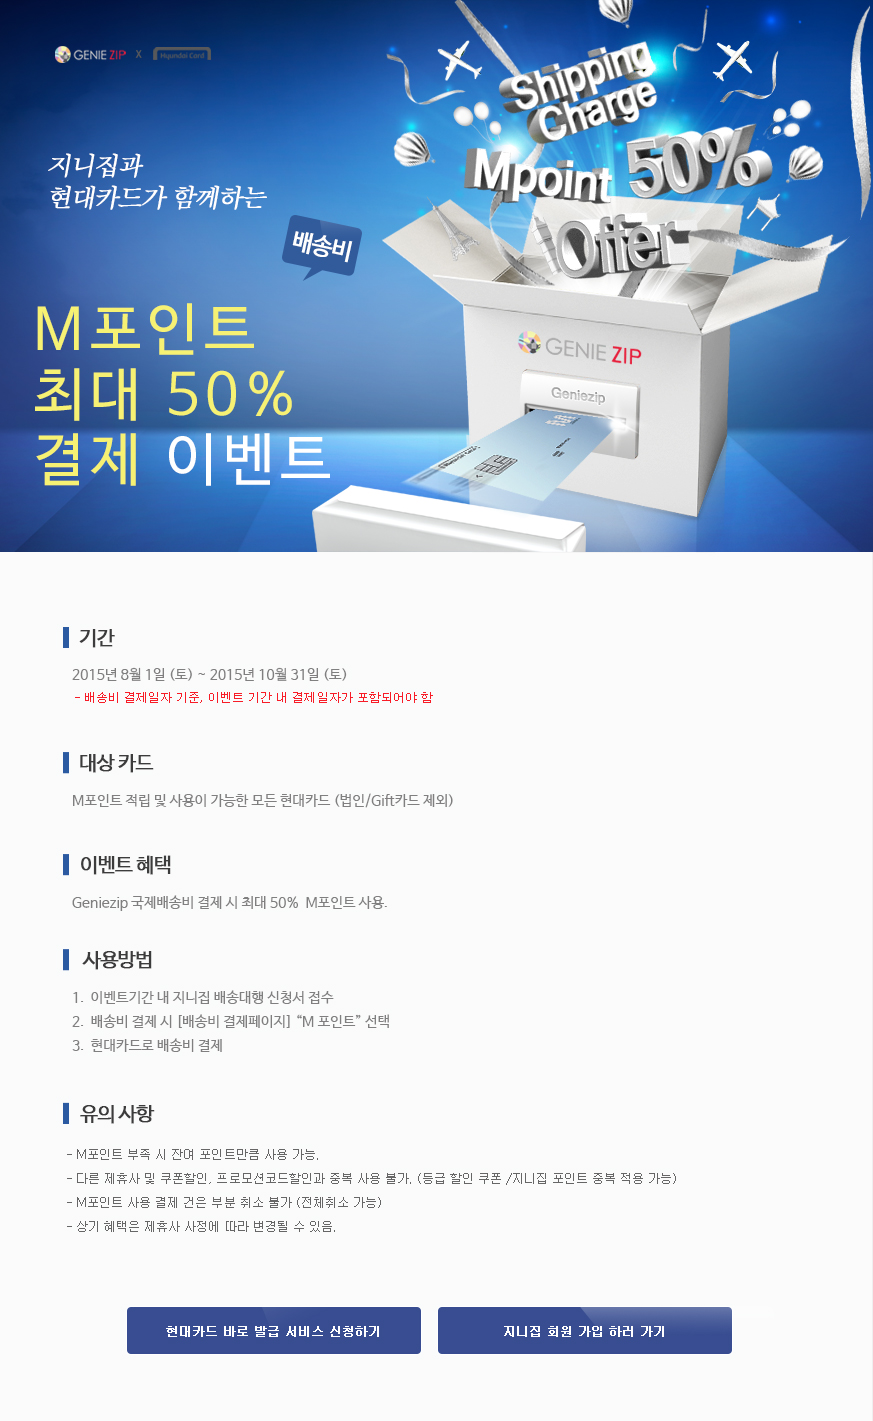 GENIE ZIP X Hyundai Card
지니집과
현대카드가 함께하는
배송비
M포인트
최대 50%
결제 이벤트
Shipping
Charge
Mpoint 50%
Offer
GENIE ZIP
Geniezip
기간
2015년 8월 1일 (토) ~ 2015년 10월 31일 (토)
- 배송비 결제일자 기준, 이벤트 기간 내 결제일자가 포함되어야 함
대상 카드
M포인트 적립 및 사용이 가능한 모든 현대카드 (법인/Gift카드 제외)
이벤트 혜택
Geniezip 국제배송비 결제 시 최대 50% M포인트 사용.
사용방법
1. 이벤트기간 내 지니집 배송대행 신청서 접수
2. 배송비 결제 시 [배송비 결제페이지] “M 포인트” 선택
3. 현대카드로 배송비 결제
유의 사항
- M포인트 부족 시 잔여 포인트만큼 사용 가능.
- 다른 제휴사 및 쿠폰할인, 프로모션코드할인과 중복 사용 불가. (등급 할인 쿠폰 /지니집 포인트 중복 적용 가능)
- M포인트 사용 결제 건은 부분 취소 불가 (전체취소 가능)
- 상기 혜택은 제휴사 사정에 따라 변경될 수 있음.
현대카드 바로 발급 서비스 신청하기
지니집 회원 가입 하러 가기